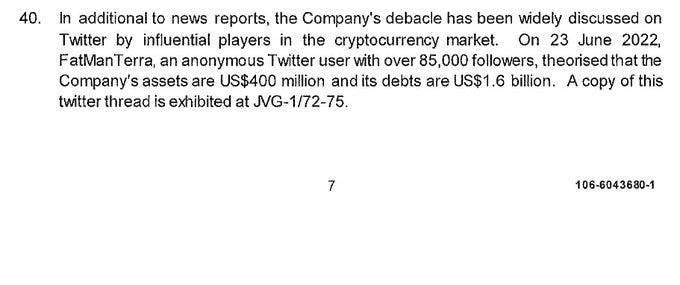 40. In additional to news reports, the Company's debacle has been widely discussed on
Twitter by influential players in the cryptocurrency market. On 23 June 2022,
FatManTerra, an anonymous Twitter user with over 85,000 followers, theorised that the
Company's assets are US$400 million and its debts are US$1.6 billion. A copy of this
twitter thread is exhibited at JVG-1/72-75.
7
106-6043680-1